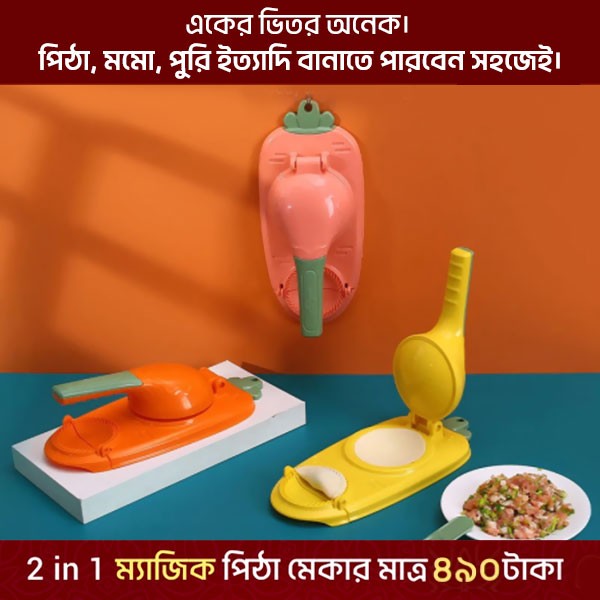 একের ভিতর অনেক।
পিঠা, মমো, পুরি ইত্যাদি বানাতে পারবেন সহজেই।
2 in 1 ম্যাজিক পিঠা মেকার মাত্র ৪৯০টাকা